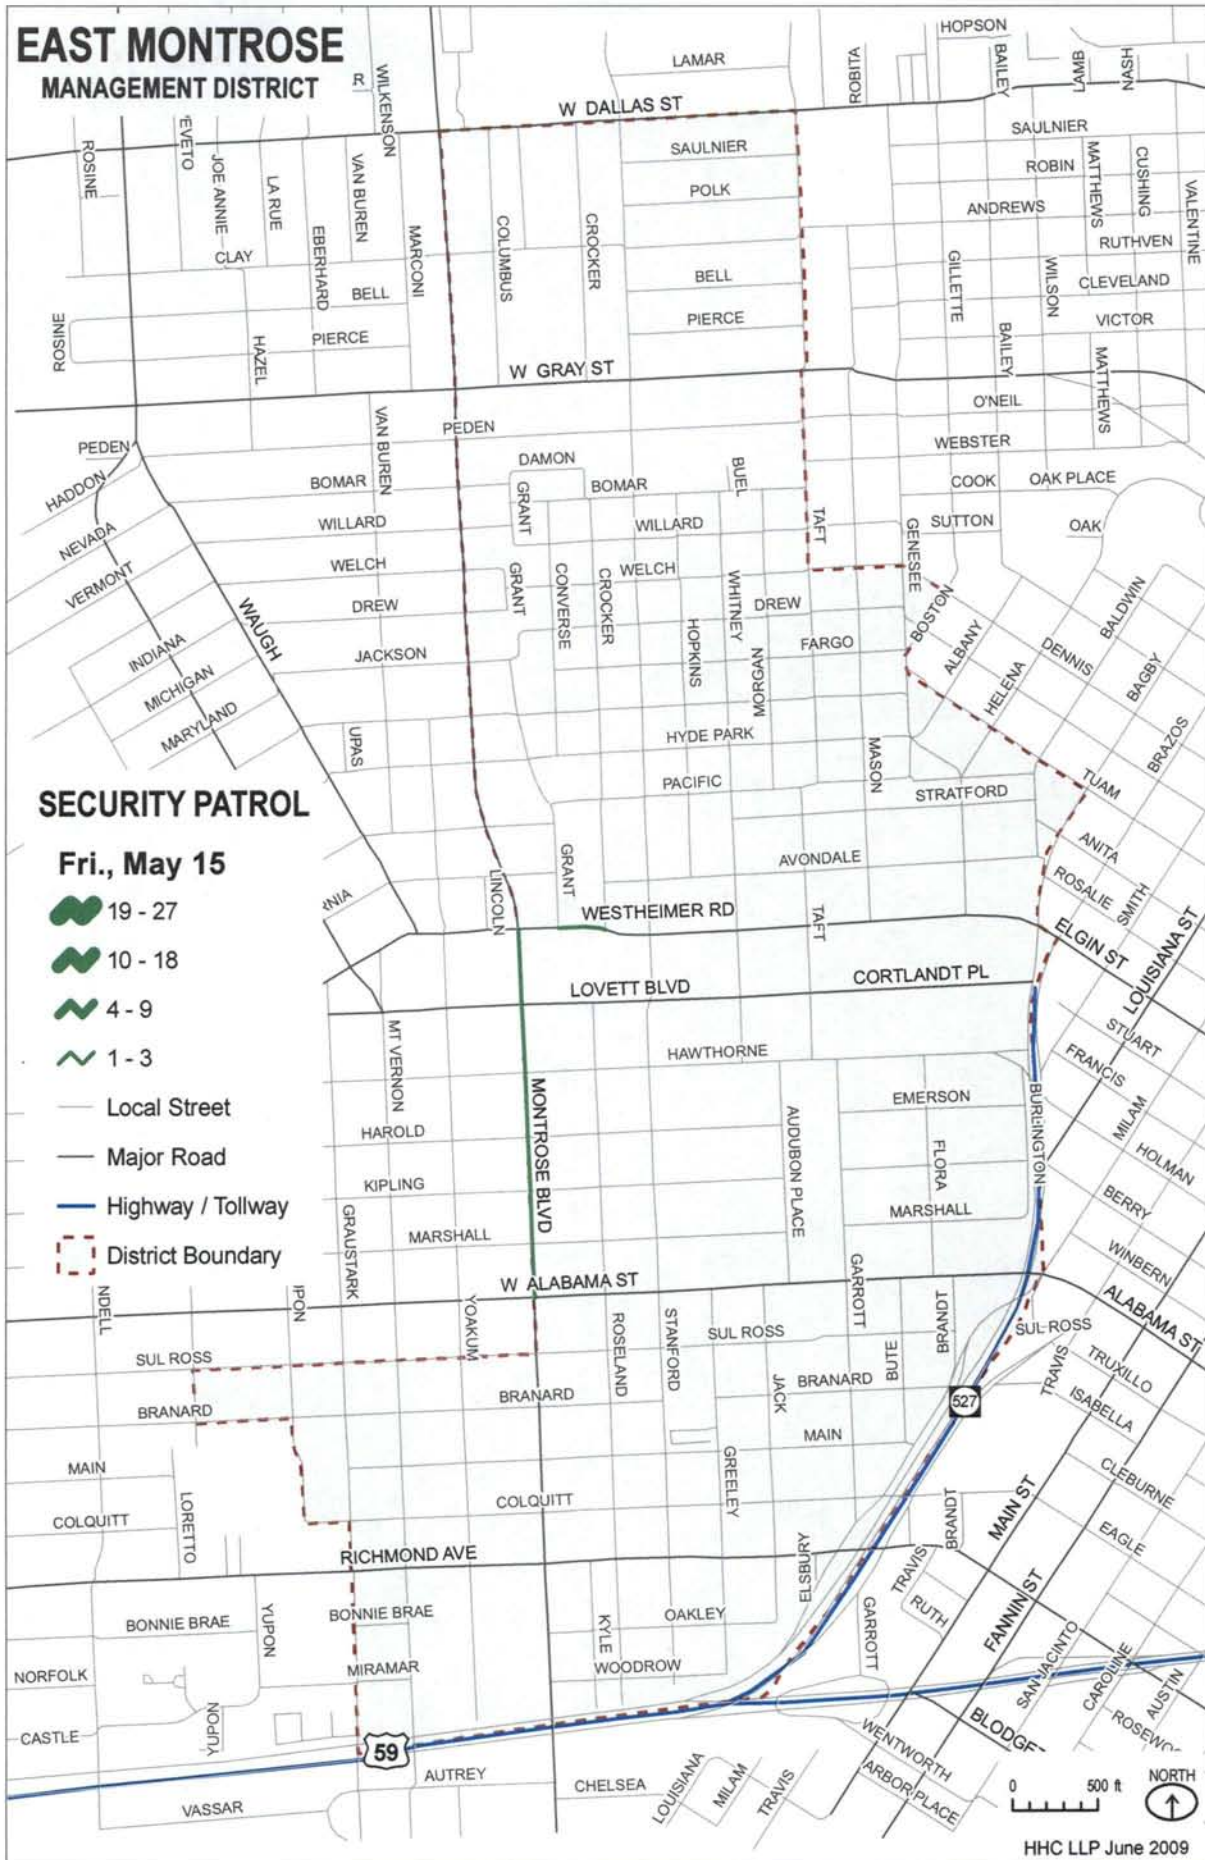 EAST MONTROSE
MANAGEMENT DISTRICT
R
WILKENSON
LAMAR
ROBITA
HOPSON
BAILEY
LAMB
NASH
W DALLAS ST
ROSINE
'EVETO
JOE ANNIE
LA RUE
VAN BUREN
SAULNIER
POLK
SAULNIER
ROBIN
MATTHEWS
CUSHING
VALENTINE
ANDREWS
RUTHVEN
CLAY
EBERHARD
MARCONI
COLUMBUS
CROCKER
BELL
BELL
GILLETTE
WILSON
CLEVELAND
PIERCE
PIERCE
VICTOR
ROSINE
HAZEL
BAILEY
MATTHEWS
W GRAY ST
VAN BUREN
PEDEN
O'NEIL
PEDEN
WEBSTER
HADDON
BOMAR
DAMON
GRANT
BOMAR
BUEL
COOK
OAK PLACE
NEVADA
WILLARD
WILLARD
TAFT
GENESEE
SUTTON
OAK
VERMONT
WELCH
GRANT
CONVERSE
CROCKER
WELCH
WHITNEY
WAUGH
DREW
DREW
BOSTON
ALBANY
BALDWIN
INDIANA
JACKSON
HOPKINS
MORGAN
FARGO
HELENA
DENNIS
BAGBY
MICHIGAN
MARYLAND
UPAS
HYDE PARK
MASON
BRAZOS
PACIFIC
STRATFORD
TUAM
SECURITY PATROL
Fri., May 15
19 - 27
10 - 18
4 - 9
1 - 3
Local Street
Major Road
Highway / Tollway
District Boundary
GRANT
AVONDALE
ANITA
ROSALIE
SMITH
LINCOLN
RNIA
WESTHEIMER RD
TAFT
ELGIN ST
LOUISIANA ST
LOVETT BLVD
CORTLANDT PL
MT VERNON
HAWTHORNE
STUART
FRANCIS
MONTROSE BLVD
AUDUBON PLACE
EMERSON
BURLINGTON
MILAM
HAROLD
FLORA
HOLMAN
KIPLING
BERRY
GRAUSTARK
MARSHALL
MARSHALL
WINBERN
W ALABAMA ST
GARROTT
ALABAMA ST
NDELL
IPON
YOAKUM
ROSELAND
STANFORD
SUL ROSS
BUTE
BRANDT
SUL ROSS
SUL ROSS
TRAVIS
TRUXILLO
BRANARD
BRANARD
JACK
BRANARD
527
ISABELLA
MAIN
LORETTO
GREELEY
MAIN
CLEBURNE
COLQUITT
COLQUITT
BRANDT
MAIN ST
EAGLE
RICHMOND AVE
ELSBURY
TRAVIS
FANNIN ST
BONNIE BRAE
YUPON
BONNIE BRAE
KYLE
OAKLEY
GARROTT
RUTH
NORFOLK
MIRAMAR
WOODROW
SAN JACINTO
CAROLINE
AUSTIN
CASTLE
YUPON
59
BLODGE
ROSEWO
WENTWORTH
AUTREY
CHELSEA
LOUISIANA
MILAM
TRAVIS
ARBOR PLACE
VASSAR
0 500 ft
NORTH
HHC LLP June 2009